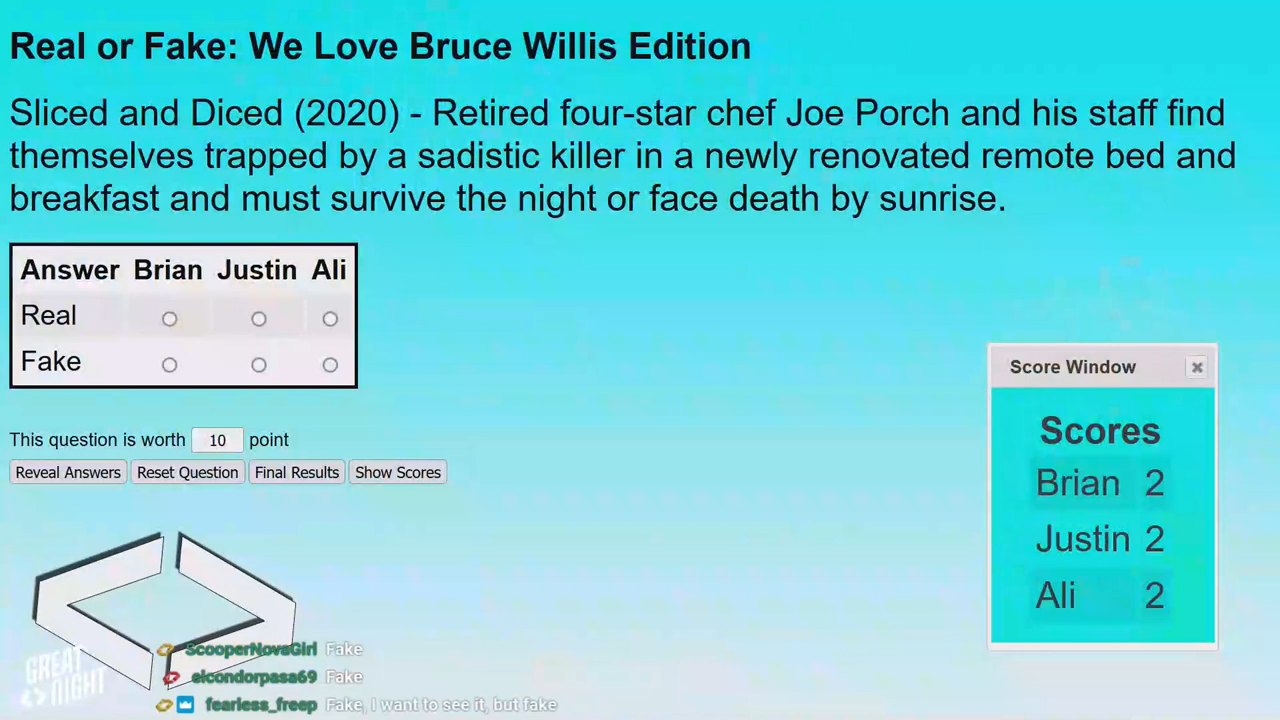 Real or Fake: We Love Bruce Willis Edition
Sliced and Diced (2020) - Retired four-star chef Joe Porch and his staff find
themselves trapped by a sadistic killer in a newly renovated remote bed and
breakfast and must survive the night or face death by sunrise.
Answer Brian Justin Ali
Real
Fake
This question is worth 10 point
Reveal Answers Reset Question Final Results Show Scores
Score Window
Scores
Brian 2
Justin 2
Ali 2
ScooperNovaGirl Fake
elcondorpasa69 Fake
fearless_freep Fake, I want to see it, but fake
GREAT
NIGHT